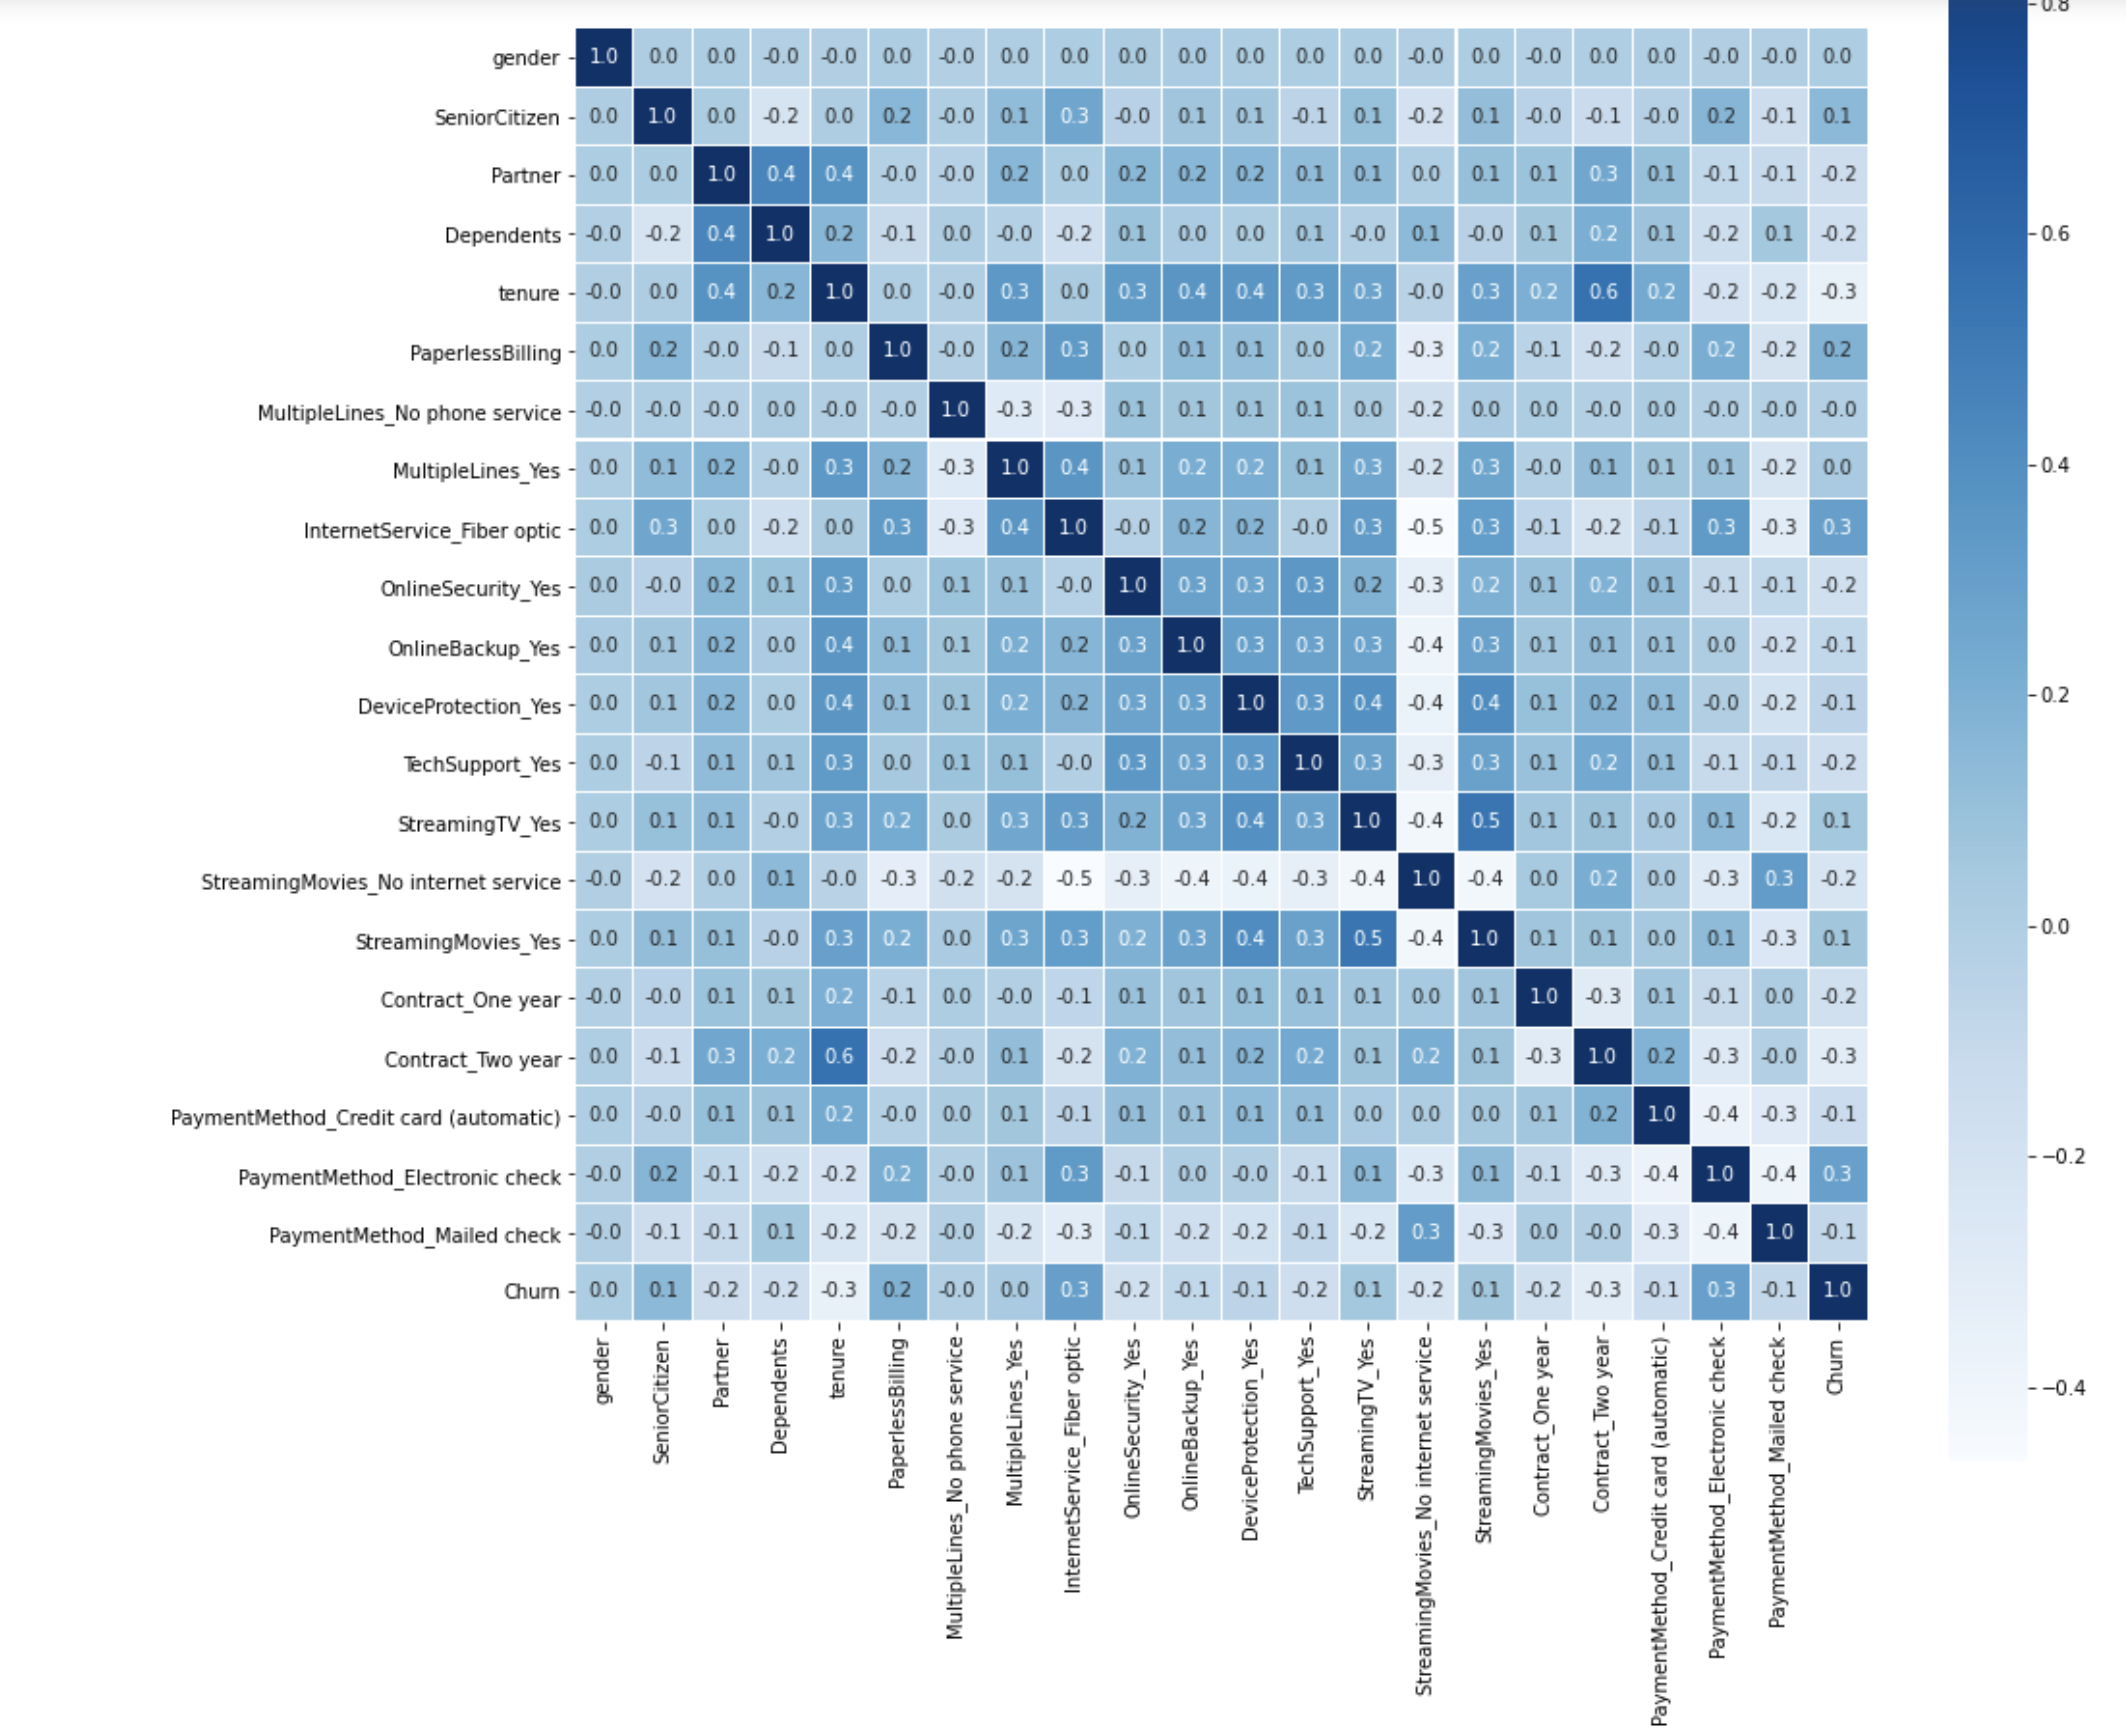 0.8
gender 1.0 0.0 0.0 -0.0 -0.0 0.0 -0.0 0.0 0.0 0.0 0.0 0.0 0.0 0.0 -0.0 0.0 -0.0 0.0 0.0 -0.0 -0.0 0.0
SeniorCitizen 0.0 1.0 0.0 -0.2 0.0 0.2 -0.0 0.1 0.3 -0.0 0.1 0.1 -0.1 0.1 -0.2 0.1 -0.0 -0.1 -0.0 0.2 -0.1 0.1
Partner 0.0 0.0 1.0 0.4 0.4 -0.0 -0.0 0.2 0.0 0.2 0.2 0.2 0.1 0.1 0.0 0.1 0.1 0.3 0.1 -0.1 -0.1 -0.2
Dependents -0.0 -0.2 0.4 1.0 0.2 -0.1 0.0 -0.0 -0.2 0.1 0.0 0.0 0.1 -0.0 0.1 -0.0 0.1 0.2 0.1 -0.2 0.1 -0.2
0.6
tenure -0.0 0.0 0.4 0.2 1.0 0.0 -0.0 0.3 0.0 0.3 0.4 0.4 0.3 0.3 -0.0 0.3 0.2 0.6 0.2 -0.2 -0.2 -0.3
PaperlessBilling 0.0 0.2 -0.0 -0.1 0.0 1.0 -0.0 0.2 0.3 0.0 0.1 0.1 0.0 0.2 -0.3 0.2 -0.1 -0.2 -0.0 0.2 -0.2 0.2
MultipleLines_No phone service -0.0 -0.0 -0.0 0.0 -0.0 -0.0 1.0 -0.3 -0.3 0.1 0.1 0.1 0.1 0.0 -0.2 0.0 0.0 -0.0 0.0 -0.0 -0.0 -0.0
MultipleLines_Yes 0.0 0.1 0.2 -0.0 0.3 0.2 -0.3 1.0 0.4 0.1 0.2 0.2 0.1 0.3 -0.2 0.3 -0.0 0.1 0.1 0.1 -0.2 0.0
0.4
InternetService_Fiber optic 0.0 0.3 0.0 -0.2 0.0 0.3 -0.3 0.4 1.0 -0.0 0.2 0.2 -0.0 0.3 -0.5 0.3 -0.1 -0.2 -0.1 0.3 -0.3 0.3
OnlineSecurity_Yes 0.0 -0.0 0.2 0.1 0.3 0.0 0.1 0.1 -0.0 1.0 0.3 0.3 0.3 0.2 -0.3 0.2 0.1 0.2 0.1 -0.1 -0.1 -0.2
OnlineBackup_Yes 0.0 0.1 0.2 0.0 0.4 0.1 0.1 0.2 0.2 0.3 1.0 0.3 0.3 0.3 -0.4 0.3 0.1 0.1 0.1 0.0 -0.2 -0.1
DeviceProtection_Yes 0.0 0.1 0.2 0.0 0.4 0.1 0.1 0.2 0.2 0.3 0.3 1.0 0.3 0.4 -0.4 0.4 0.1 0.2 0.1 -0.0 -0.2 -0.1
0.2
TechSupport_Yes 0.0 -0.1 0.1 0.1 0.3 0.0 0.1 0.1 -0.0 0.3 0.3 0.3 1.0 0.3 -0.3 0.3 0.1 0.2 0.1 -0.1 -0.1 -0.2
StreamingTV_Yes 0.0 0.1 0.1 -0.0 0.3 0.2 0.0 0.3 0.3 0.2 0.3 0.4 0.3 1.0 -0.4 0.5 0.1 0.1 0.0 0.1 -0.2 0.1
StreamingMovies_No internet service -0.0 -0.2 0.0 0.1 -0.0 -0.3 -0.2 -0.2 -0.5 -0.3 -0.4 -0.4 -0.3 -0.4 1.0 -0.4 0.0 0.2 0.0 -0.3 0.3 -0.2
StreamingMovies_Yes 0.0 0.1 0.1 -0.0 0.3 0.2 0.0 0.3 0.3 0.2 0.3 0.4 0.3 0.5 -0.4 1.0 0.1 0.1 0.0 0.1 -0.3 0.1
0.0
Contract_One year -0.0 -0.0 0.1 0.1 0.2 -0.1 0.0 -0.0 -0.1 0.1 0.1 0.1 0.1 0.1 0.0 0.1 1.0 -0.3 0.1 -0.1 0.0 -0.2
Contract_Two year 0.0 -0.1 0.3 0.2 0.6 -0.2 -0.0 0.1 -0.2 0.2 0.1 0.2 0.2 0.1 0.2 0.1 -0.3 1.0 0.2 -0.3 -0.0 -0.3
PaymentMethod_Credit card (automatic) 0.0 -0.0 0.1 0.1 0.2 -0.0 0.0 0.1 -0.1 0.1 0.1 0.1 0.1 0.0 0.0 0.0 0.1 0.2 1.0 -0.4 -0.3 -0.1
−0.2
PaymentMethod_Electronic check -0.0 0.2 -0.1 -0.2 -0.2 0.2 -0.0 0.1 0.3 -0.1 0.0 -0.0 -0.1 0.1 -0.3 0.1 -0.1 -0.3 -0.4 1.0 -0.4 0.3
PaymentMethod_Mailed check -0.0 -0.1 -0.1 0.1 -0.2 -0.2 -0.0 -0.2 -0.3 -0.1 -0.2 -0.2 -0.1 -0.2 0.3 -0.3 0.0 -0.0 -0.3 -0.4 1.0 -0.1
Churn 0.0 0.1 -0.2 -0.2 -0.3 0.2 -0.0 0.0 0.3 -0.2 -0.1 -0.1 -0.2 0.1 -0.2 0.1 -0.2 -0.3 -0.1 0.3 -0.1 1.0
−0.4
gender
SeniorCitizen
Partner
Dependents
tenure
PaperlessBilling
MultipleLines_No phone service
MultipleLines_Yes
InternetService_Fiber optic
OnlineSecurity_Yes
OnlineBackup_Yes
DeviceProtection_Yes
TechSupport_Yes
StreamingTV_Yes
StreamingMovies_No internet service
StreamingMovies_Yes
Contract_One year
Contract_Two year
PaymentMethod_Credit card (automatic)
PaymentMethod_Electronic check
PaymentMethod_Mailed check
Churn